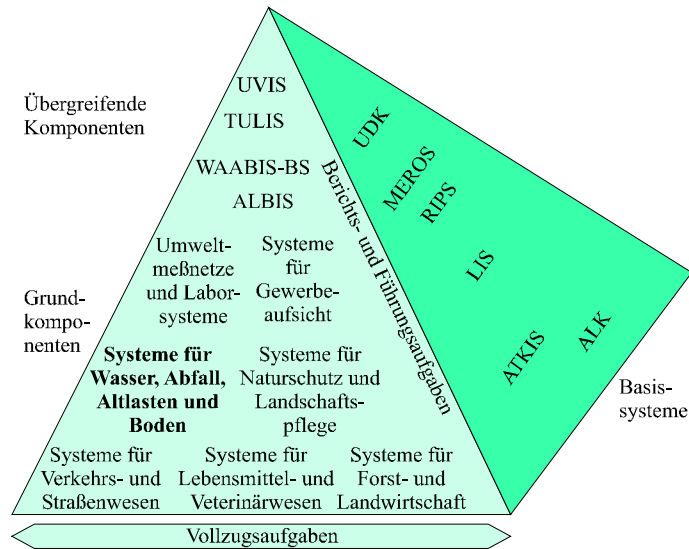 UVIS
Übergreifende
Komponenten
TULIS
WAABIS-BS
ALBIS
UDK
MEROS
RIPS
LIS
ATKIS
ALK
Berichts- und Führungsaufgaben
Umwelt-
meßnetze
und Labor-
systeme
Systeme
für
Gewerbe-
aufsicht
Grund-
kompo-
nenten
Systeme für
Wasser, Abfall,
Altlasten und
Boden
Systeme für
Naturschutz und
Landschafts-
pflege
Basis-
systeme
Systeme für
Verkehrs- und
Straßenwesen
Systeme für
Lebensmittel- und
Veterinärwesen
Systeme für
Forst- und
Landwirtschaft
Vollzugsaufgaben